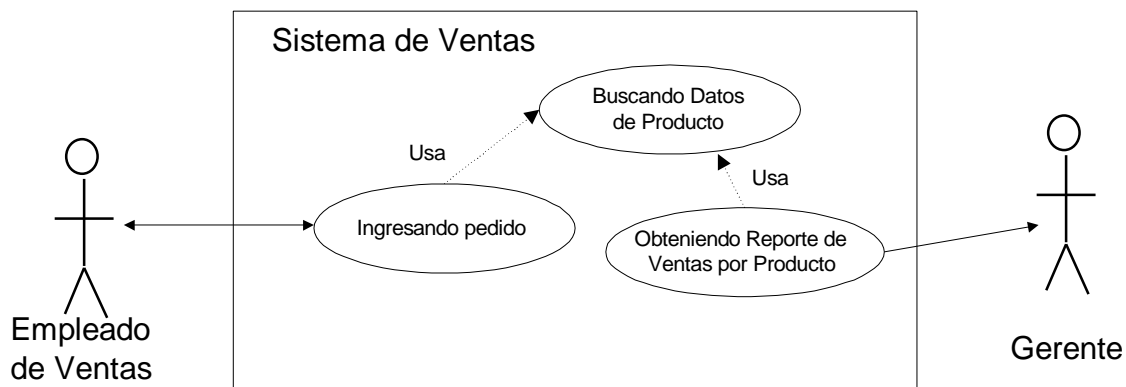 Sistema de Ventas
Buscando Datos
de Producto
Usa
Usa
Ingresando pedido
Obteniendo Reporte de
Ventas por Producto
Empleado
de Ventas
Gerente